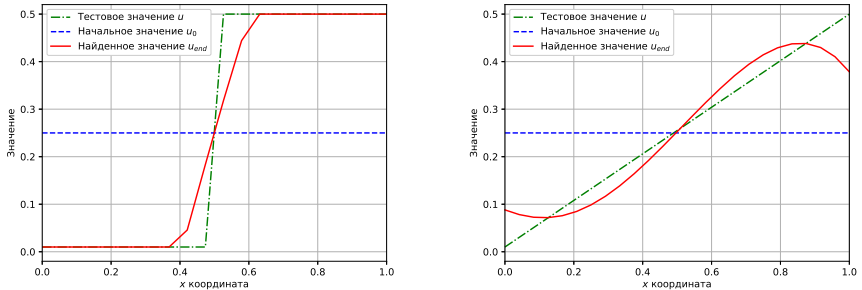 Тестовое значение u
Начальное значение u0
Найденное значение uend
Значение
0.5
0.4
0.3
0.2
0.1
0.0
0.0 0.2 0.4 0.6 0.8 1.0
x координата
Тестовое значение u
Начальное значение u0
Найденное значение uend
Значение
0.5
0.4
0.3
0.2
0.1
0.0
0.0 0.2 0.4 0.6 0.8 1.0
x координата